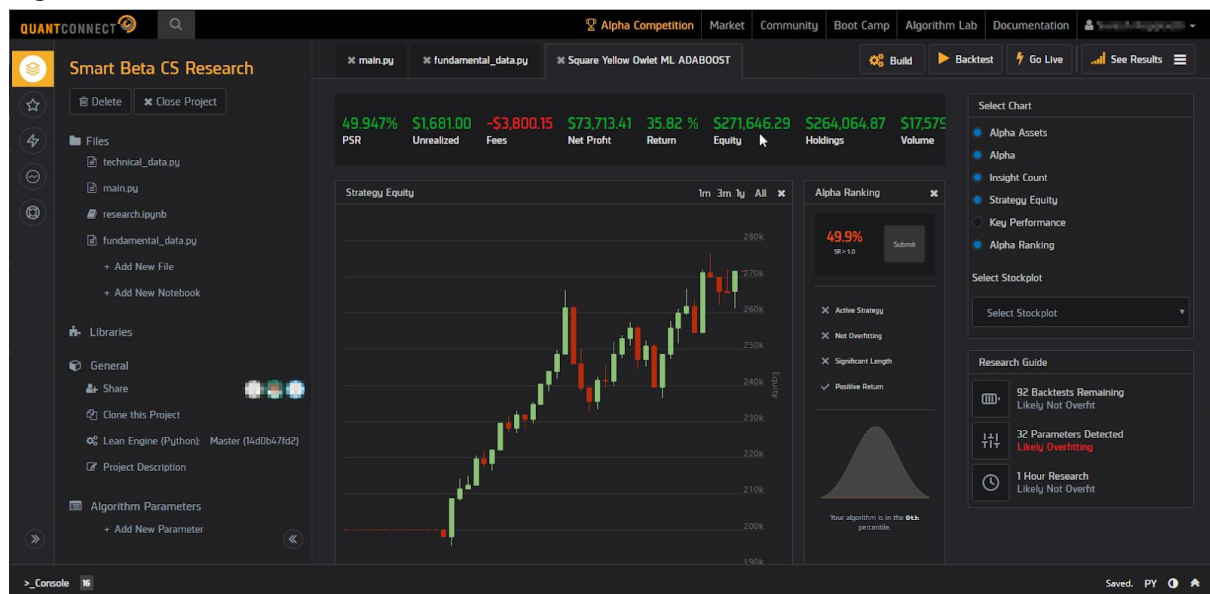 QUANTCONNECT
Alpha Competition Market Community Boot Camp Algorithm Lab Documentation
Smart Beta CS Research
Delete Close Project
Files
technical_data.py
main.py
research.ipynb
fundamental_data.py
+ Add New File
+ Add New Notebook
Libraries
General
Share
Clone this Project
Lean Engine (Python): Master (14d0b47fd2)
Project Description
Algorithm Parameters
+ Add New Parameter
main.py fundamental_data.py Square Yellow Owlet ML ADABOOST
Build Backtest Go Live See Results
49.947% $1,681.00 -$3,800.15 $73,713.41 35.82 % $271,646.29 $264,064.87 $17,575
PSR Unrealized Fees Net Profit Return Equity Holdings Volume
Strategy Equity 1m 3m 1y All
280k
270k
260k
250k
240k
230k
220k
210k
200k
190k
Equity
Alpha Ranking
49.9%
SR > 1.0
Submit
Active Strategy
Not Overfitting
Significant Length
Positive Return
Your algorithm is in the 0th
percentile.
Select Chart
Alpha Assets
Alpha
Insight Count
Strategy Equity
Key Performance
Alpha Ranking
Select Stockplot
Select Stockplot
Research Guide
92 Backtests Remaining
Likely Not Overfit
32 Parameters Detected
Likely Overfitting
1 Hour Research
Likely Not Overfit
>_Console 16
Saved. PY